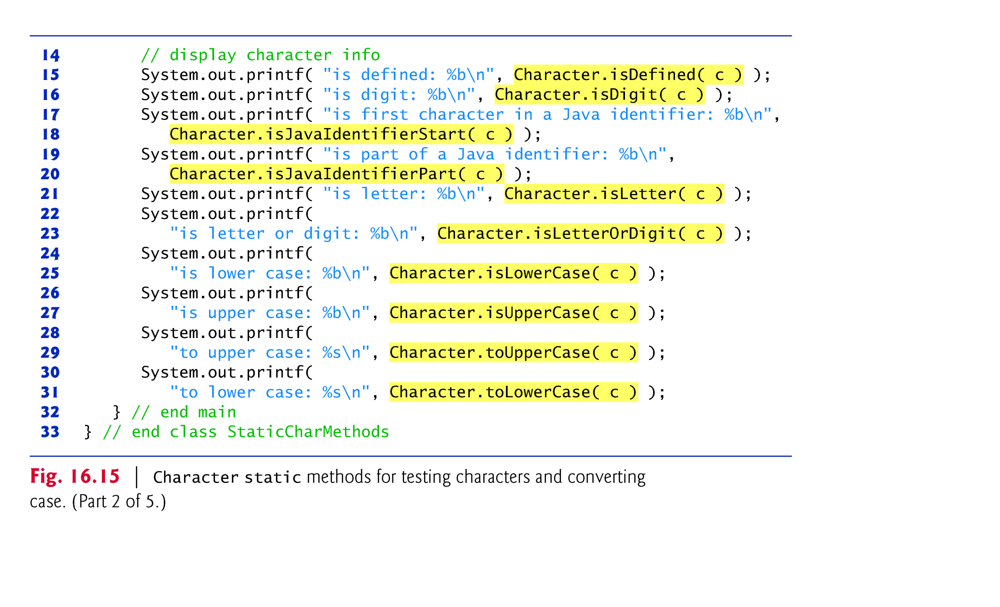 14 // display character info
15 System.out.printf( "is defined: %b\n", Character.isDefined( c ) );
16 System.out.printf( "is digit: %b\n", Character.isDigit( c ) );
17 System.out.printf( "is first character in a Java identifier: %b\n",
18 Character.isJavaIdentifierStart( c ) );
19 System.out.printf( "is part of a Java identifier: %b\n",
20 Character.isJavaIdentifierPart( c ) );
21 System.out.printf( "is letter: %b\n", Character.isLetter( c ) );
22 System.out.printf(
23 "is letter or digit: %b\n", Character.isLetterOrDigit( c ) );
24 System.out.printf(
25 "is lower case: %b\n", Character.isLowerCase( c ) );
26 System.out.printf(
27 "is upper case: %b\n", Character.isUpperCase( c ) );
28 System.out.printf(
29 "to upper case: %s\n", Character.toUpperCase( c ) );
30 System.out.printf(
31 "to lower case: %s\n", Character.toLowerCase( c ) );
32 } // end main
33 } // end class StaticCharMethods
Fig. 16.15 | Character static methods for testing characters and converting
case. (Part 2 of 5.)